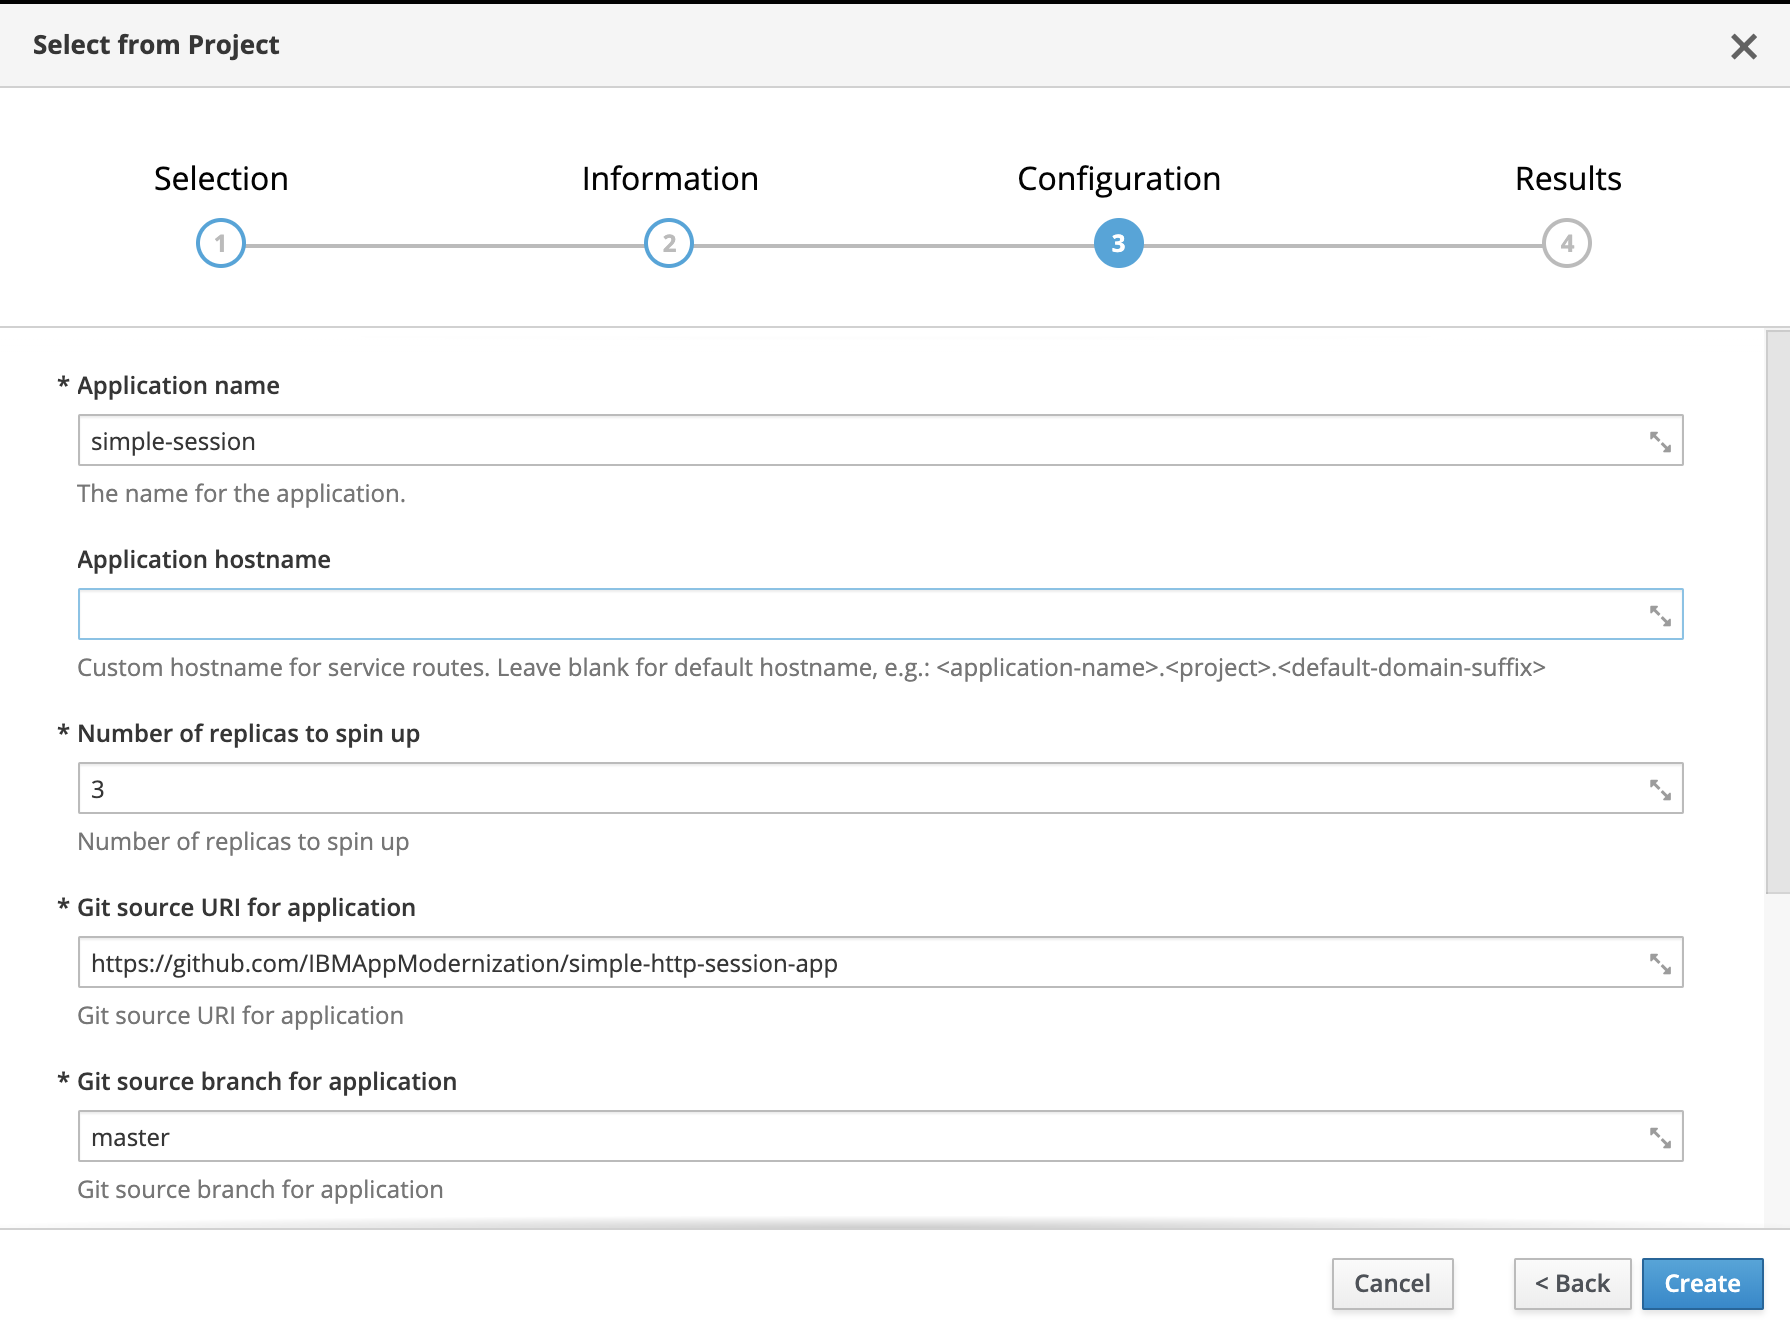 Select from Project
Selection Information Configuration Results
1 2 3 4
* Application name
simple-session
The name for the application.
Application hostname
Custom hostname for service routes. Leave blank for default hostname, e.g.: <application-name>.<project>.<default-domain-suffix>
* Number of replicas to spin up
3
Number of replicas to spin up
* Git source URI for application
https://github.com/IBMAppModernization/simple-http-session-app
Git source URI for application
* Git source branch for application
master
Git source branch for application
Cancel < Back Create